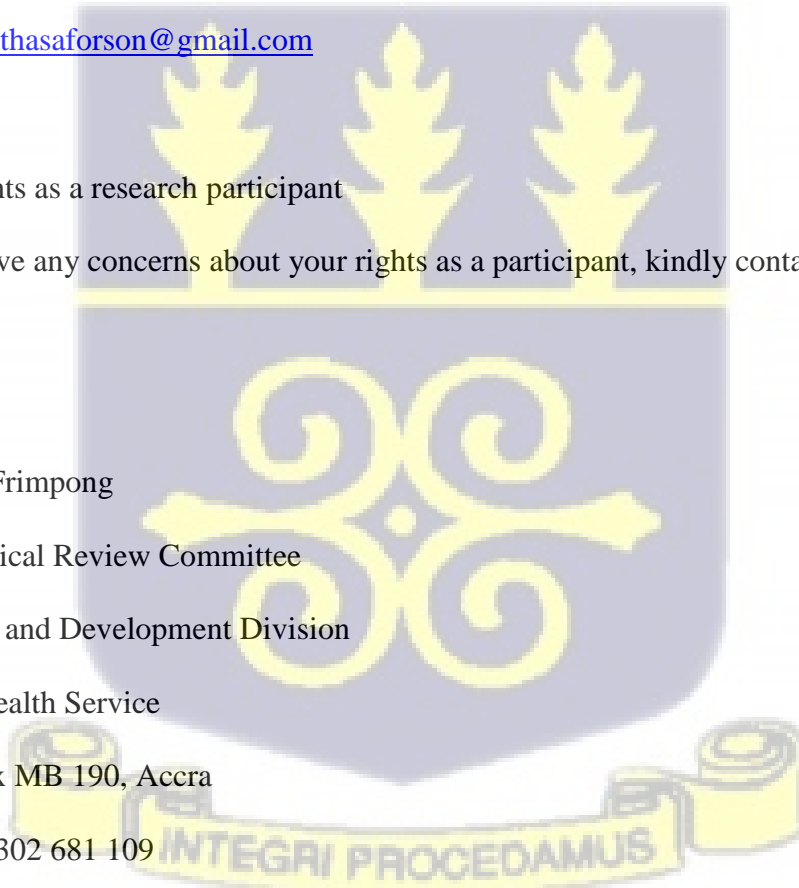 thasaforson@gmail.com
nts as a research participant
ve any concerns about your rights as a participant, kindly conta
Frimpong
ical Review Committee
and Development Division
ealth Service
x MB 190, Accra
302 681 109
INTEGRI PROCEDAMUS